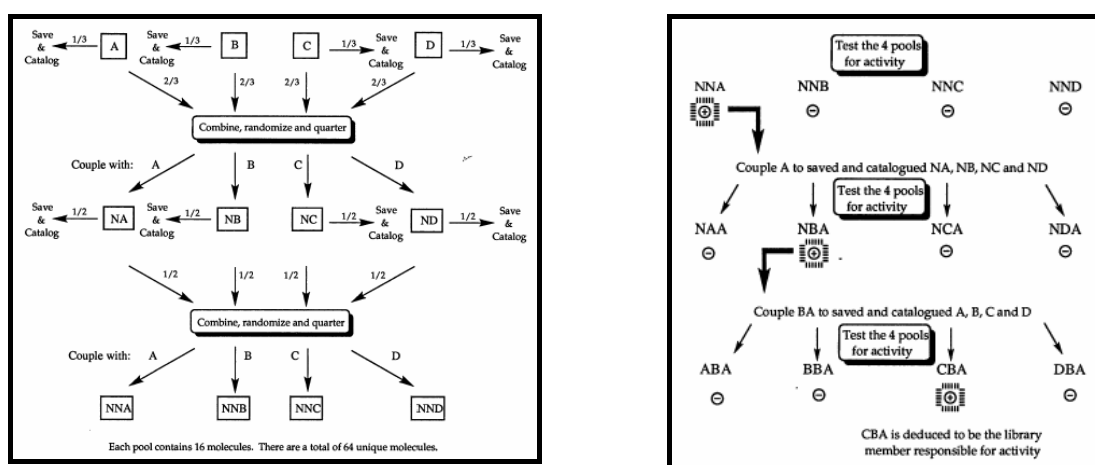 Save & Catalog 1/3 A Save & Catalog 1/3 B C 1/3 Save & Catalog D 1/3 Save & Catalog
2/3 2/3 2/3 2/3
Combine, randomize and quarter
Couple with: A B C D
Save & Catalog 1/2 NA Save & Catalog 1/2 NB NC 1/2 Save & Catalog ND 1/2 Save & Catalog
1/2 1/2 1/2 1/2
Combine, randomize and quarter
Couple with: A B C D
NNA NNB NNC NND
Each pool contains 16 molecules. There are a total of 64 unique molecules.
Test the 4 pools
for activity
NNA NNB NNC NND
+ - - -
Couple A to saved and catalogued NA, NB, NC and ND
Test the 4 pools
for activity
NAA NBA NCA NDA
- + - -
Couple BA to saved and catalogued A, B, C and D
Test the 4 pools
for activity
ABA BBA CBA DBA
- - + -
CBA is deduced to be the library
member responsible for activity